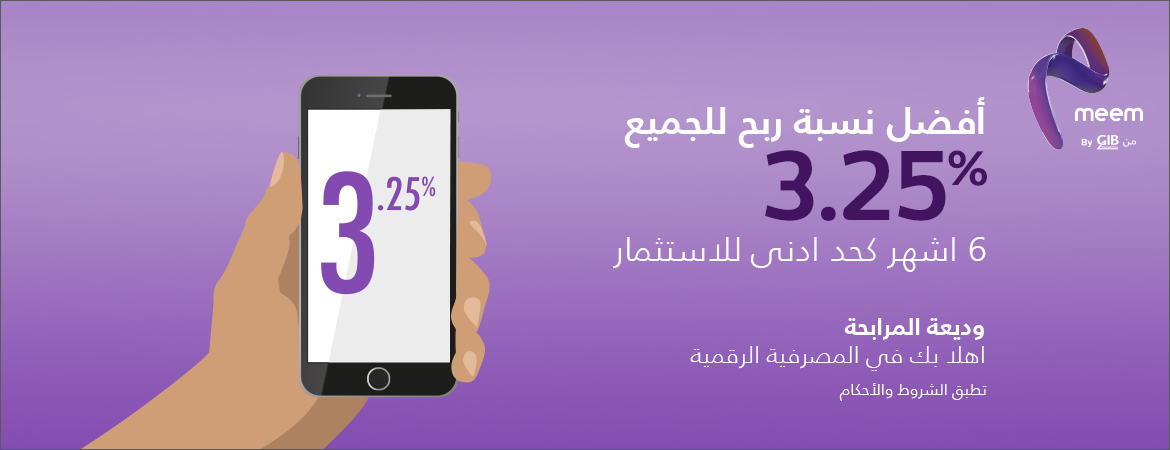 meem
By GIB من
أفضل نسبة ربح للجميع
3.25%
6 اشهر كحد ادنى للاستثمار
3.25%
وديعة المرابحة
اهلا بك في المصرفية الرقمية
تطبق الشروط والأحكام